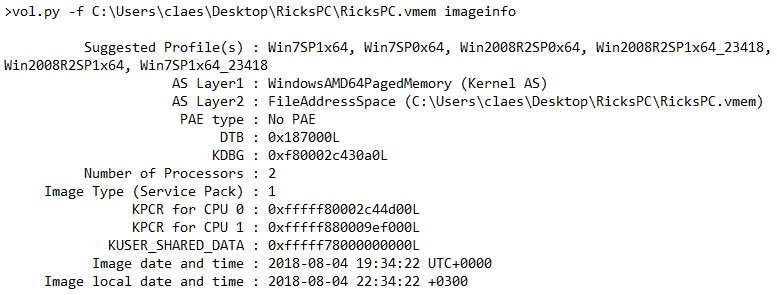 >vol.py -f C:\Users\claes\Desktop\RicksPC\RicksPC.vmem imageinfo
Suggested Profile(s) : Win7SP1x64, Win7SP0x64, Win2008R2SP0x64, Win2008R2SP1x64_23418,
Win2008R2SP1x64, Win7SP1x64_23418
AS Layer1 : WindowsAMD64PagedMemory (Kernel AS)
AS Layer2 : FileAddressSpace (C:\Users\claes\Desktop\RicksPC\RicksPC.vmem)
PAE type : No PAE
DTB : 0x187000L
KDBG : 0xf80002c430a0L
Number of Processors : 2
Image Type (Service Pack) : 1
KPCR for CPU 0 : 0xfffff80002c44d00L
KPCR for CPU 1 : 0xfffff880009ef000L
KUSER_SHARED_DATA : 0xfffff78000000000L
Image date and time : 2018-08-04 19:34:22 UTC+0000
Image local date and time : 2018-08-04 22:34:22 +0300